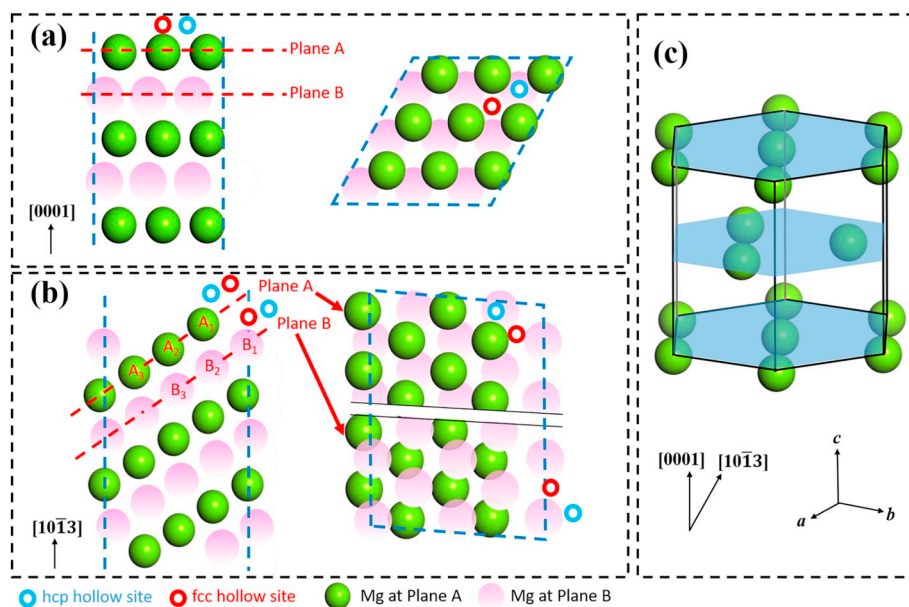 (a)
Plane A
Plane B
[0001]
(b)
Plane A
Plane B
A₁
A₂
A₃
B₁
B₂
B₃
[101̄3]
(c)
[0001]
[101̄3]
c
a
b
hcp hollow site
fcc hollow site
Mg at Plane A
Mg at Plane B